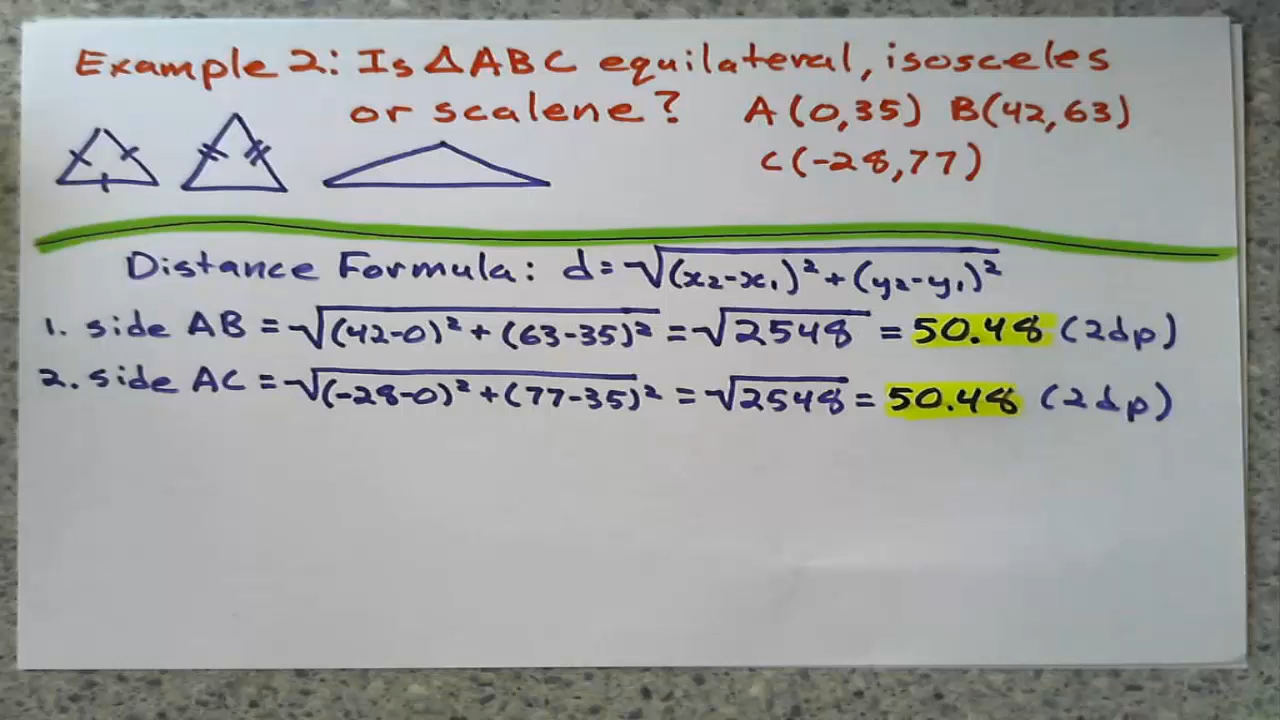 Example 2: Is △ABC equilateral, isosceles
or scalene? A(0,35) B(42,63)
C(-28,77)
Distance Formula: d=√(x₂-x₁)²+(y₂-y₁)²
1. side AB = √(42-0)²+(63-35)² = √2548 = 50.48 (2dp)
2. side AC = √(-28-0)²+(77-35)² = √2548 = 50.48 (2dp)